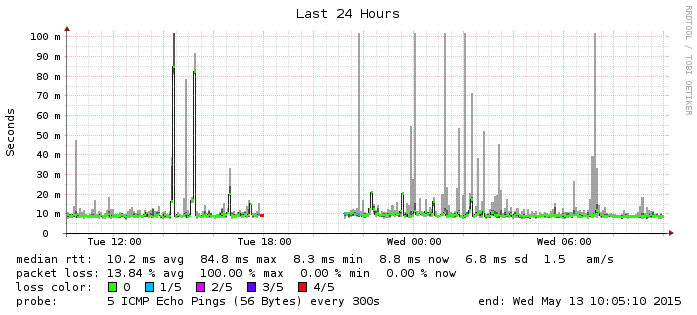 Last 24 Hours
RRDTOOL / TOBI OETIKER
Seconds
100 m
90 m
80 m
70 m
60 m
50 m
40 m
30 m
20 m
10 m
0
Tue 12:00 Tue 18:00 Wed 00:00 Wed 06:00
median rtt: 10.2 ms avg 84.8 ms max 8.3 ms min 8.8 ms now 6.8 ms sd 1.5 am/s
packet loss: 13.84 % avg 100.00 % max 0.00 % min 0.00 % now
loss color: 0 1/5 2/5 3/5 4/5
probe: 5 ICMP Echo Pings (56 Bytes) every 300s end: Wed May 13 10:05:10 2015